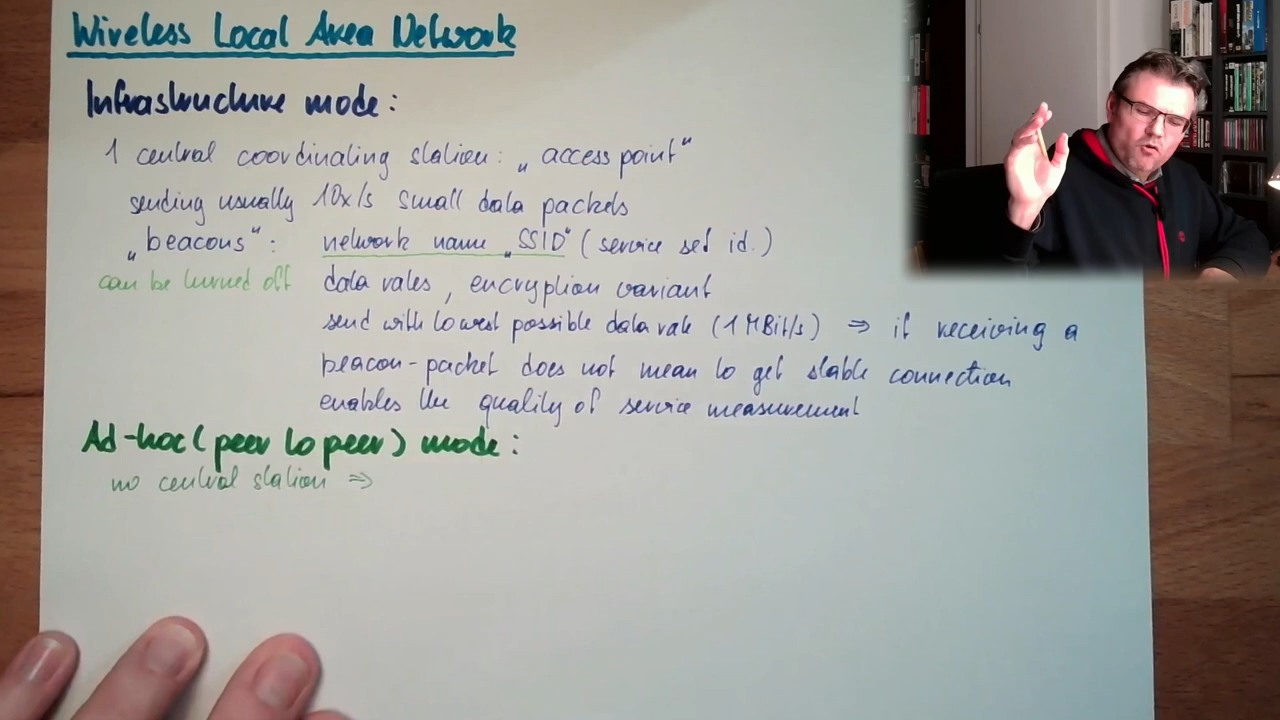 Wireless Local Area Network
Infrastructure mode:
1 central coordinating station: „access point“
sending usually 10x/s small data packets
„beacons“: network name „SSID“ (service set id.)
can be turned off data rates, encryption variant
send with lowest possible data rate (1 MBit/s) ⇒ if receiving a
beacon-packet does not mean to get stable connection
enables the quality of service measurement
Ad-hoc (peer to peer) mode:
no central station ⇒